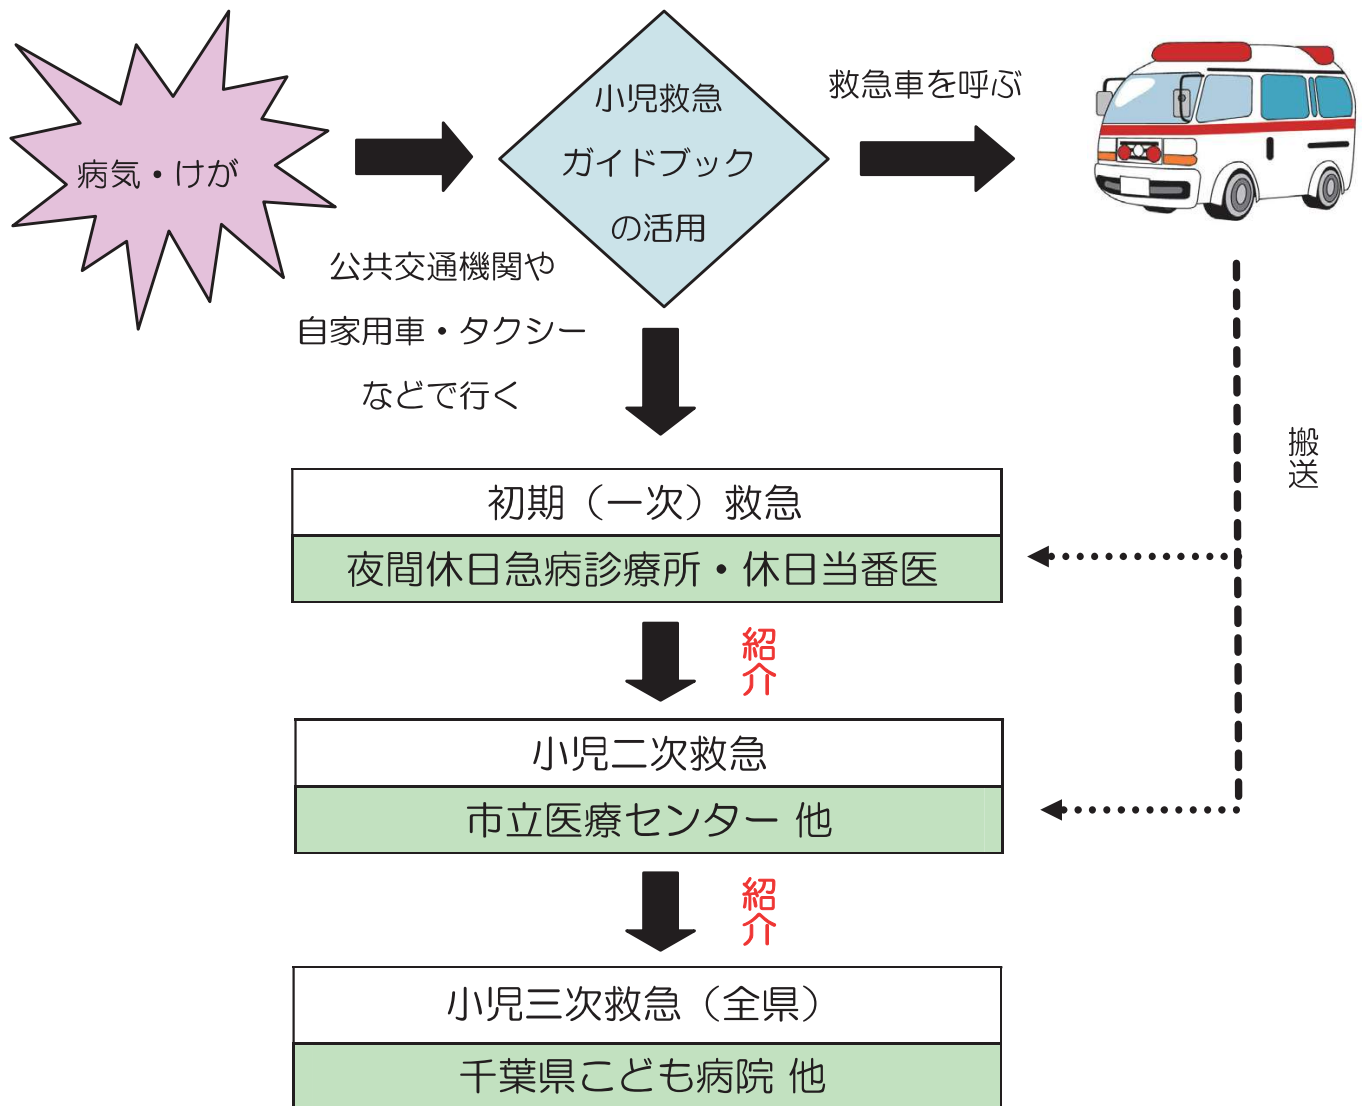 病気・けが
小児救急
ガイドブック
の活用
救急車を呼ぶ
公共交通機関や
自家用車・タクシー
などで行く
搬送
初期（一次）救急
夜間休日急病診療所・休日当番医
紹介
小児二次救急
市立医療センター 他
紹介
小児三次救急（全県）
千葉県こども病院 他